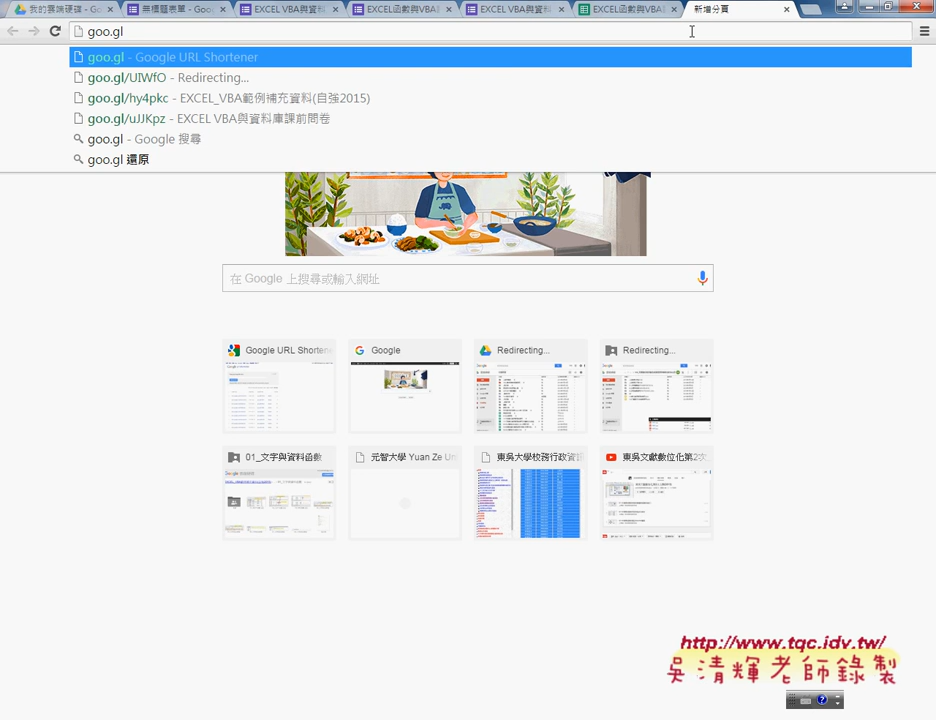 我的雲端硬碟 - Go
無標題表單 - Goo
EXCEL VBA與資料
EXCEL函數與VBA
EXCEL VBA與資料
EXCEL函數與VBA
新增分頁
goo.gl
goo.gl - Google URL Shortener
goo.gl/UIWfO - Redirecting...
goo.gl/hy4pkc - EXCEL_VBA範例補充資料(自強2015)
goo.gl/uJJKpz - EXCEL VBA與資料庫課前問卷
goo.gl - Google 搜尋
goo.gl 還原
在 Google 上搜尋或輸入網址
Google URL Shortene
Google
Redirecting...
Redirecting...
01_文字與資料函數
元智大學 Yuan Ze Un
東吳大學校務行政資訊
東吳文獻數位化第2次
http://www.tqc.idv.tw/
吳清輝老師錄製